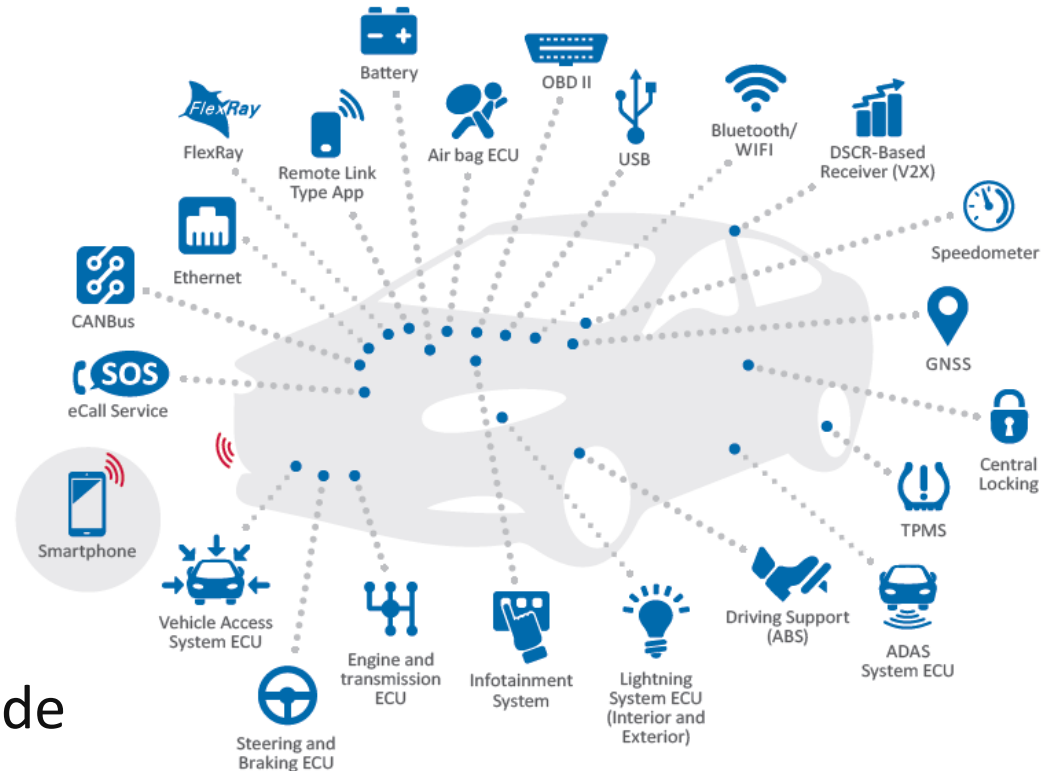 Battery
OBD II
FlexRay
FlexRay
Remote Link
Type App
Air bag ECU
USB
Bluetooth/
WIFI
DSCR-Based
Receiver (V2X)
Speedometer
Ethernet
CANBus
SOS
eCall Service
GNSS
Central
Locking
TPMS
Smartphone
Vehicle Access
System ECU
Engine and
transmission
ECU
Infotainment
System
Lightning
System ECU
(Interior and
Exterior)
Driving Support
(ABS)
ADAS
System ECU
de
Steering and
Braking ECU